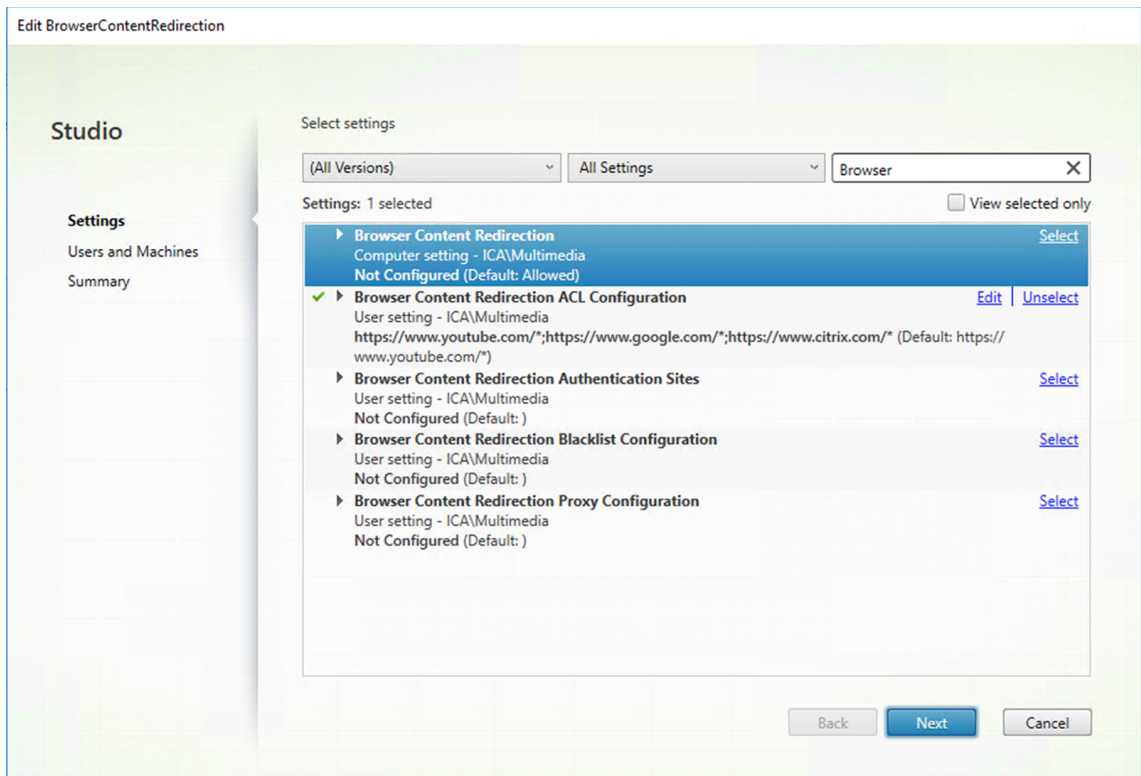 Edit BrowserContentRedirection
Studio
Settings
Users and Machines
Summary
Select settings
(All Versions)
All Settings
Browser
Settings: 1 selected
View selected only
Browser Content Redirection
Select
Computer setting - ICA\Multimedia
Not Configured (Default: Allowed)
Browser Content Redirection ACL Configuration
Edit | Unselect
User setting - ICA\Multimedia
https://www.youtube.com/*;https://www.google.com/*;https://www.citrix.com/* (Default: https://
www.youtube.com/*)
Browser Content Redirection Authentication Sites
Select
User setting - ICA\Multimedia
Not Configured (Default: )
Browser Content Redirection Blacklist Configuration
Select
User setting - ICA\Multimedia
Not Configured (Default: )
Browser Content Redirection Proxy Configuration
Select
User setting - ICA\Multimedia
Not Configured (Default: )
Back
Next
Cancel